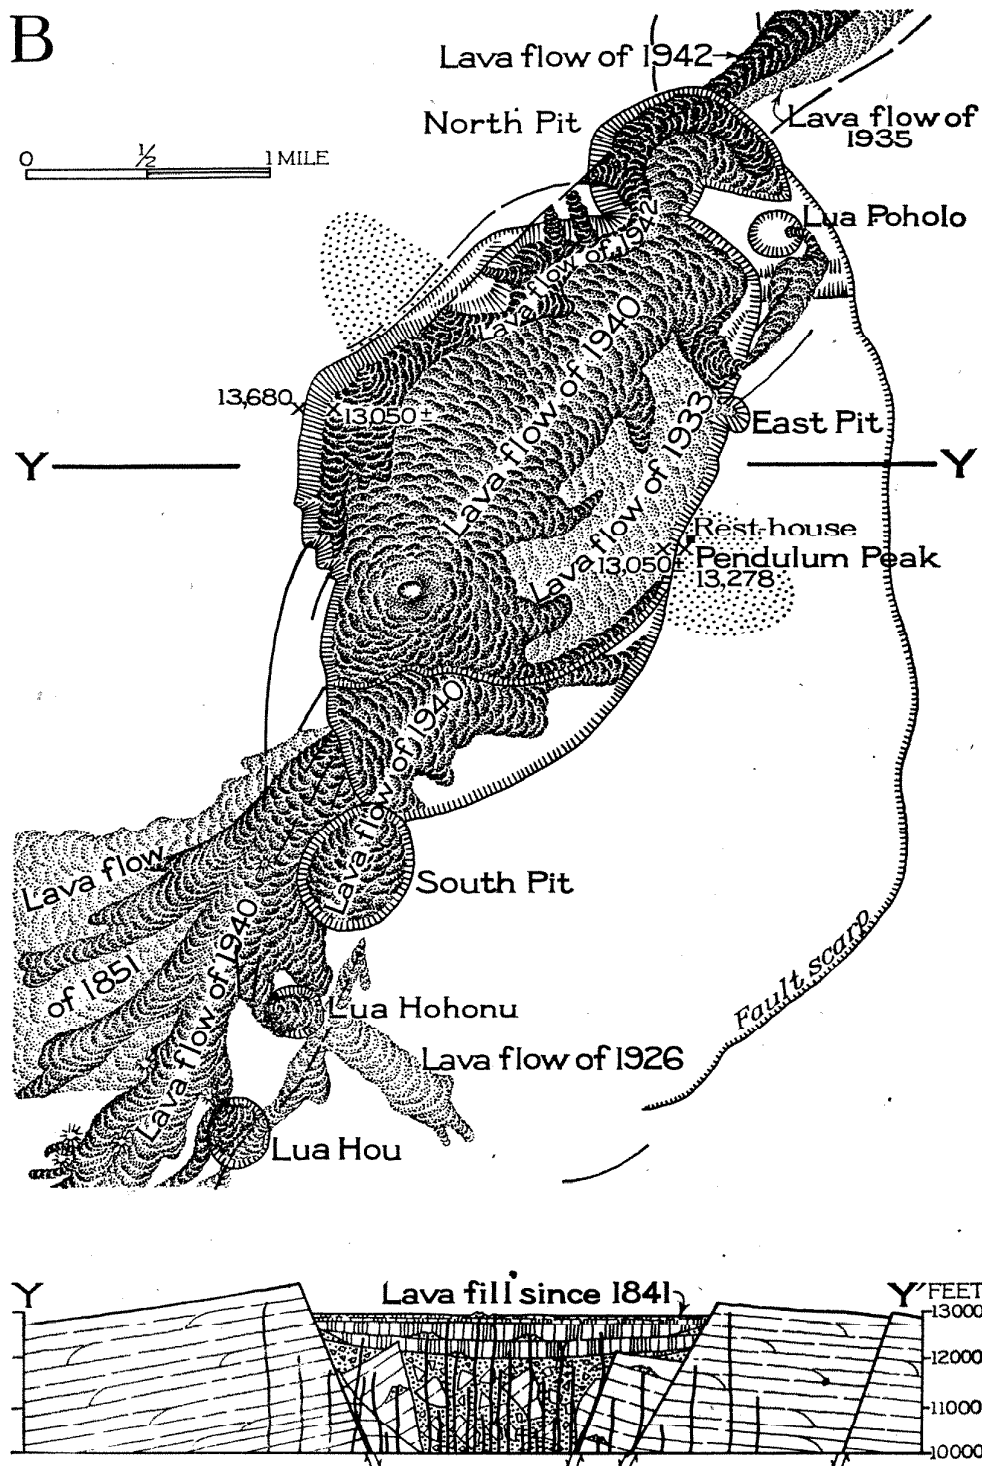 B
Lava flow of 1942
North Pit
Lava flow of
1935
0 ½ 1 MILE
Lua Poholo
Lava flow of 1942
Lava flow of 1940
13,680
13,050±
Lava flow of 1933
East Pit
Y Y
Rest-house
13,050±
Pendulum Peak
13,278
Lava flow of 1940
Lava flow
of 1851
South Pit
Lava flow of 1940
Fault scarp
Lua Hohonu
Lava flow of 1926
Lua Hou
Y Lava fill since 1841 Y' FEET
13000
12000
11000
10000